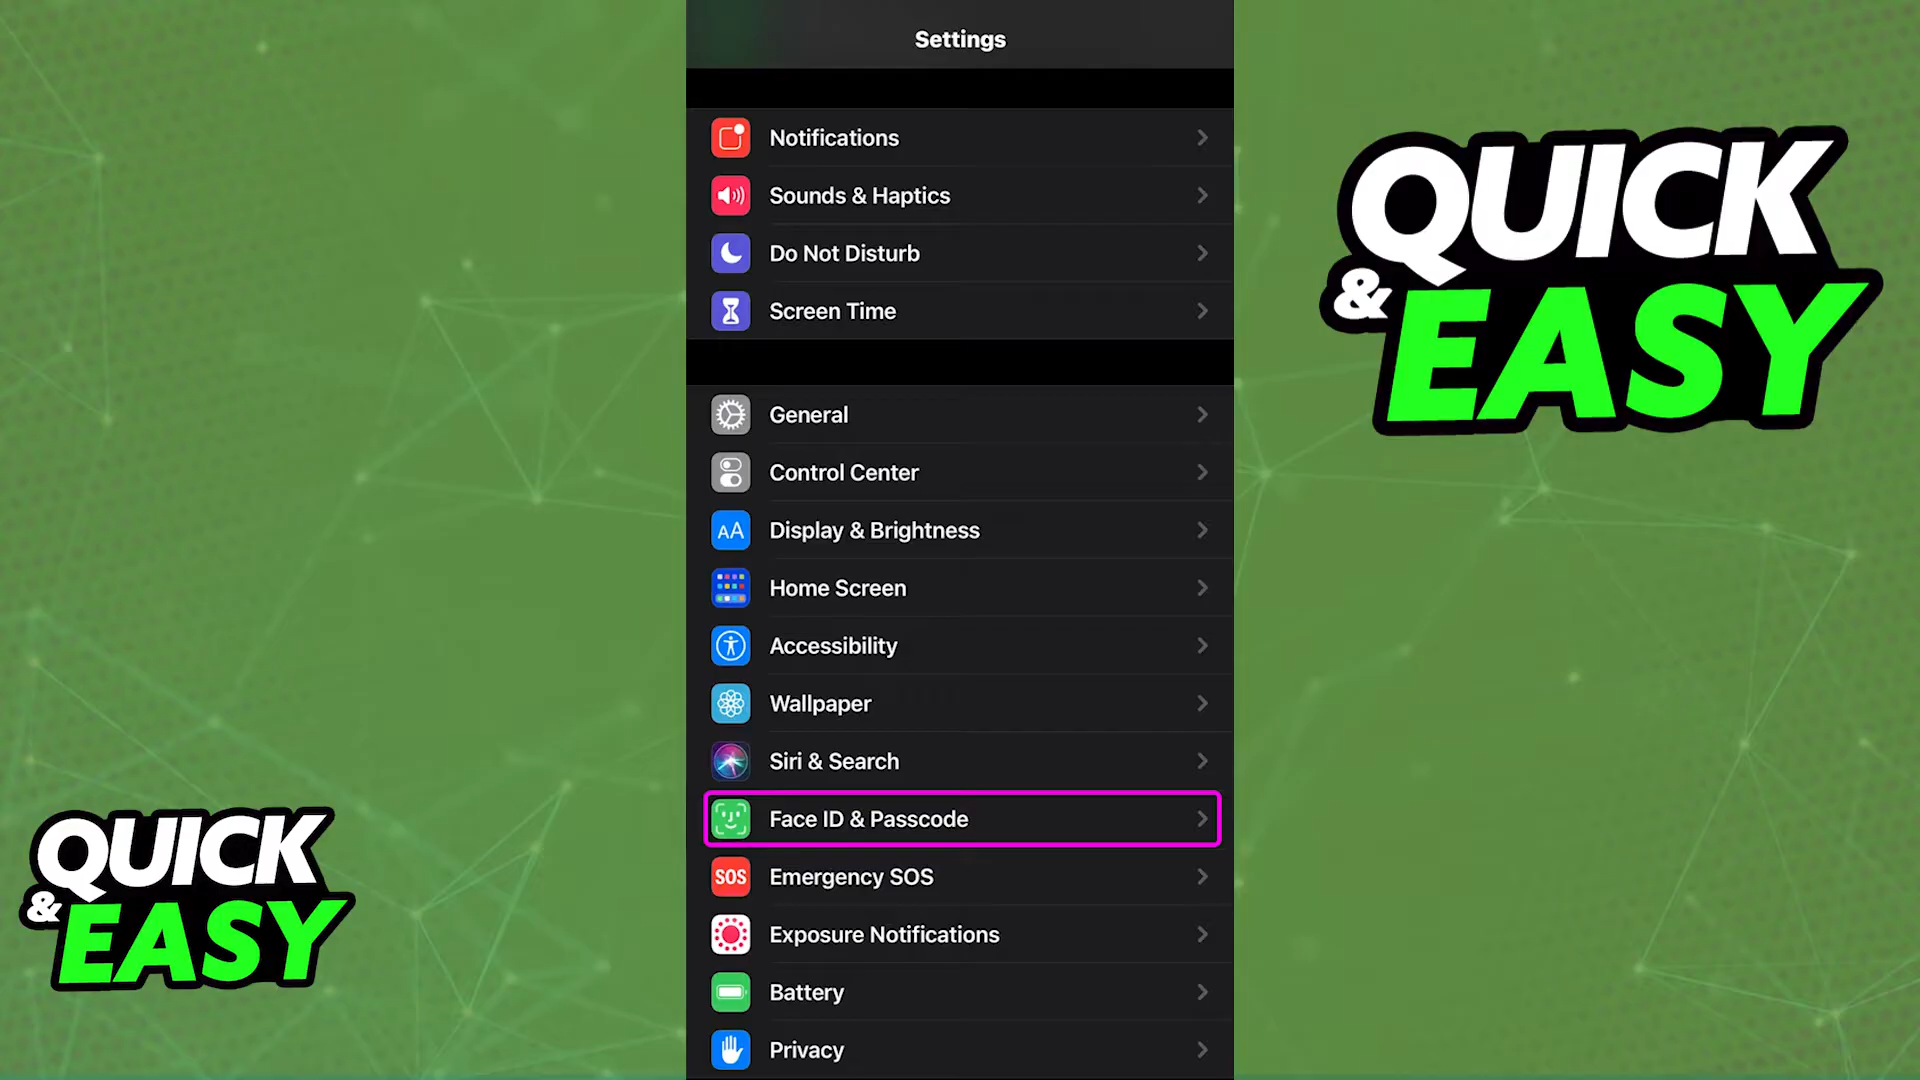 Settings
Notifications
Sounds & Haptics
Do Not Disturb
Screen Time
General
Control Center
AA
Display & Brightness
Home Screen
Accessibility
Wallpaper
Siri & Search
Face ID & Passcode
SOS
Emergency SOS
Exposure Notifications
Battery
Privacy
QUICK
& EASY
QUICK
& EASY